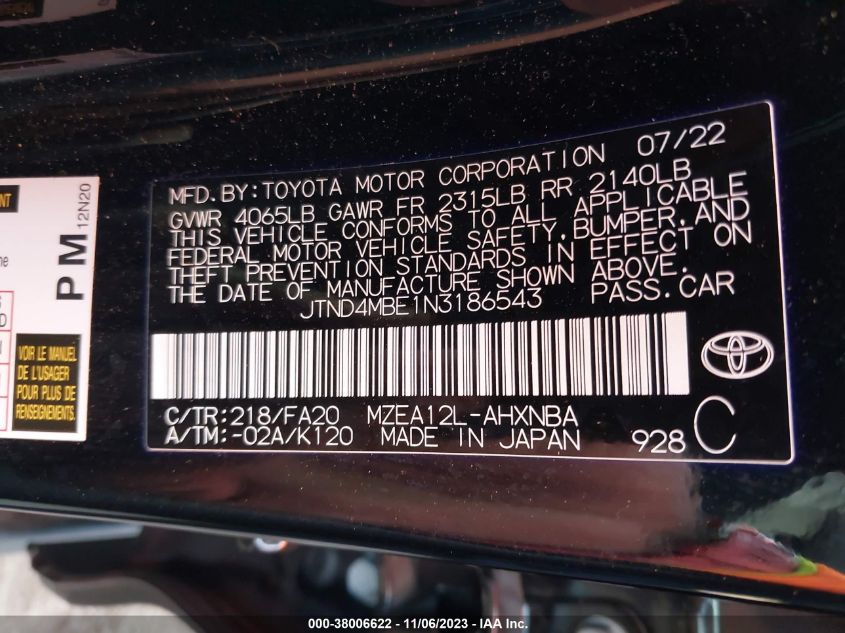 MFD.BY:TOYOTA MOTOR CORPORATION 07/22
GVWR 4065LB GAWR FR 2315LB RR 2140LB
THIS VEHICLE CONFORMS TO ALL APPLICABLE
FEDERAL MOTOR VEHICLE SAFETY,BUMPER,AND
THEFT PREVENTION STANDARDS IN EFFECT ON
THE DATE OF MANUFACTURE SHOWN ABOVE.
JTND4MBE1N3186543 PASS.CAR
C/TR:218/FA20 MZEA12L-AHXNBA
A/TM:-02A/K120 MADE IN JAPAN 928 C
PM
12N20
VOIR LE MANUEL
DE L'USAGER
POUR PLUS DE
RENSEIGNEMENTS.
000-38006622 - 11/06/2023 - IAA Inc.